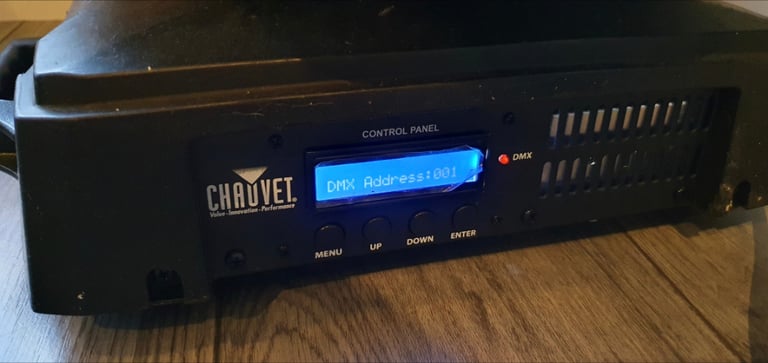 CONTROL PANEL
DMX Address:001
DMX
CHAUVET®
Value - Innovation - Performance
MENU
UP
DOWN
ENTER